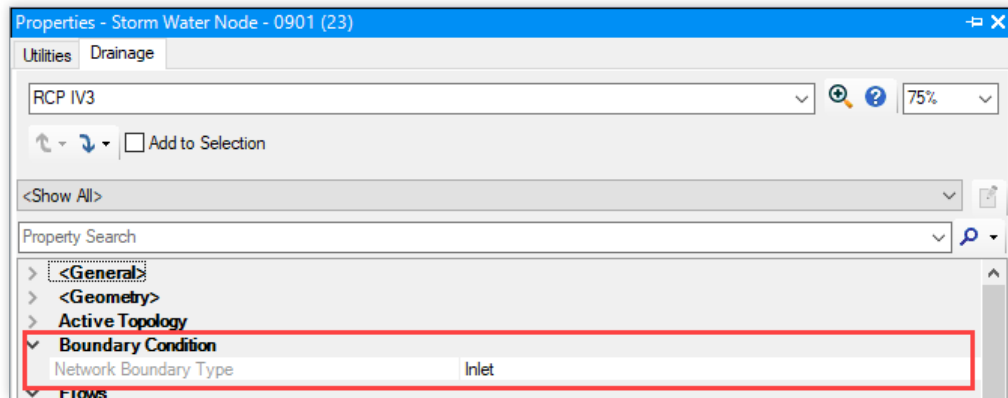 Properties - Storm Water Node - 0901 (23)
Utilities Drainage
RCP IV3 75%
Add to Selection
<Show All>
Property Search
<General>
<Geometry>
Active Topology
Boundary Condition
Network Boundary Type Inlet
Flows